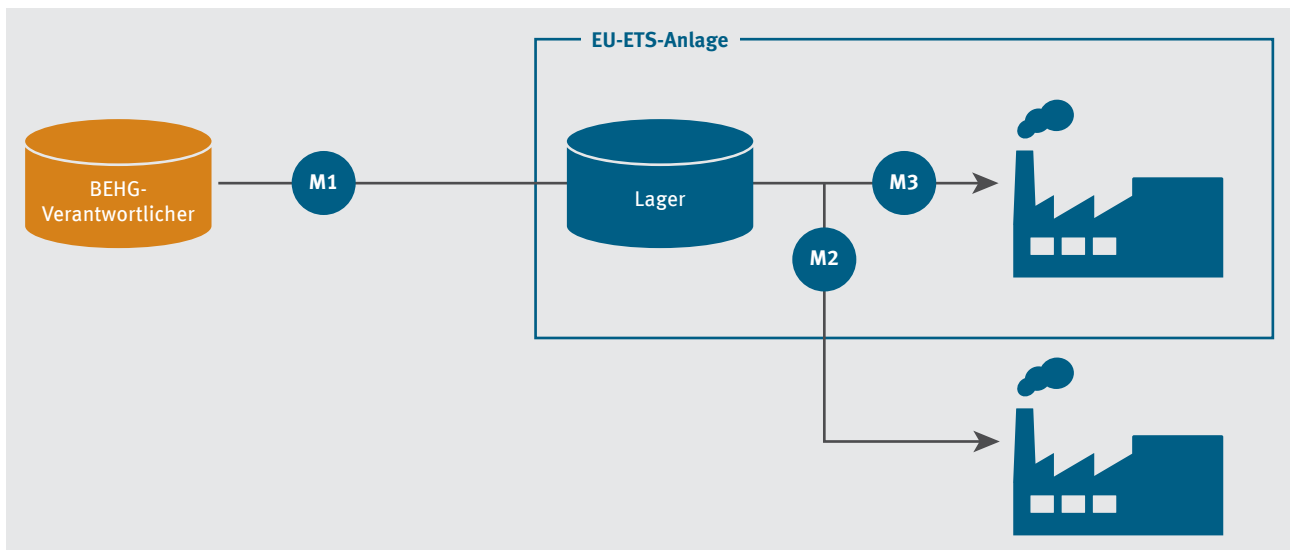 EU-ETS-Anlage
BEHG-
Verantwortlicher
M1
Lager
M3
M2